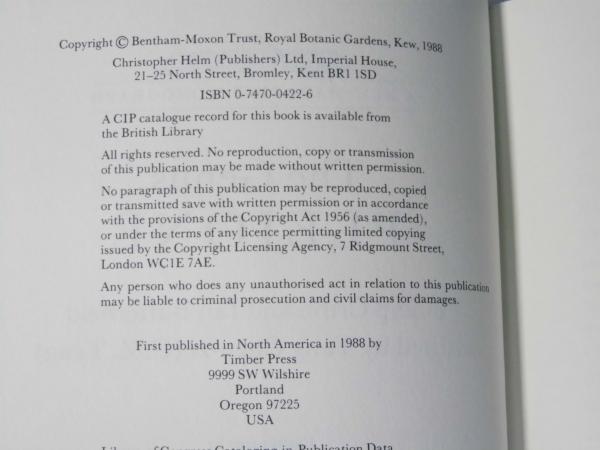 Copyright © Bentham-Moxon Trust, Royal Botanic Gardens, Kew, 1988
Christopher Helm (Publishers) Ltd, Imperial House,
21–25 North Street, Bromley, Kent BR1 1SD
ISBN 0-7470-0422-6
A CIP catalogue record for this book is available from
the British Library
All rights reserved. No reproduction, copy or transmission
of this publication may be made without written permission.
No paragraph of this publication may be reproduced, copied
or transmitted save with written permission or in accordance
with the provisions of the Copyright Act 1956 (as amended),
or under the terms of any licence permitting limited copying
issued by the Copyright Licensing Agency, 7 Ridgmount Street,
London WC1E 7AE.
Any person who does any unauthorised act in relation to this publication
may be liable to criminal prosecution and civil claims for damages.
First published in North America in 1988 by
Timber Press
9999 SW Wilshire
Portland
Oregon 97225
USA
Library of Congress Cataloging in Publication Data